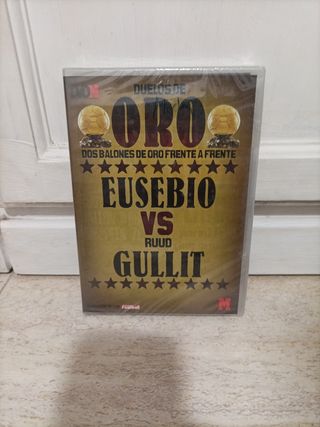 DUELOS DE
ORO
DOS BALONES DE ORO FRENTE A FRENTE
EUSEBIO
VS
RUUD
GULLIT
M